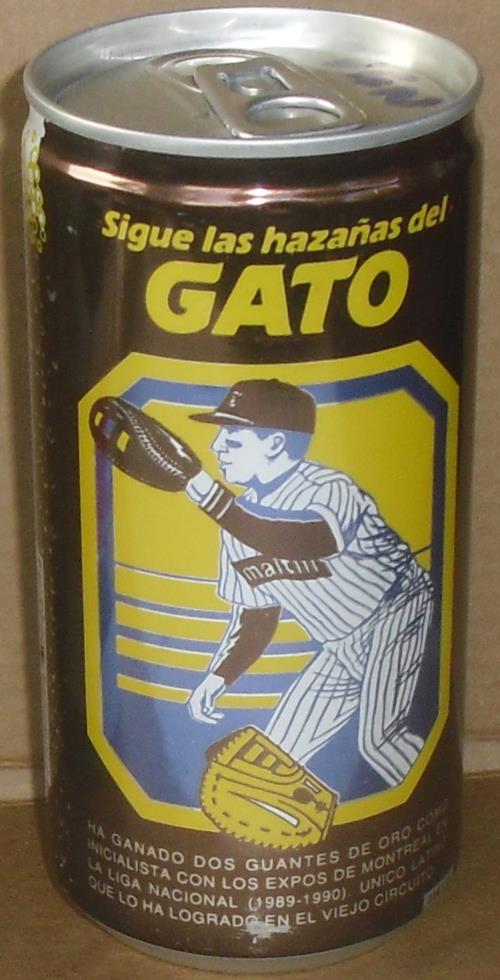 Sigue las hazañas del
GATO
maltín
HA GANADO DOS GUANTES DE ORO COMO
INICIALISTA CON LOS EXPOS DE MONTREAL EN
LA LIGA NACIONAL (1989-1990). UNICO LATINO
QUE LO HA LOGRADO EN EL VIEJO CIRCUITO